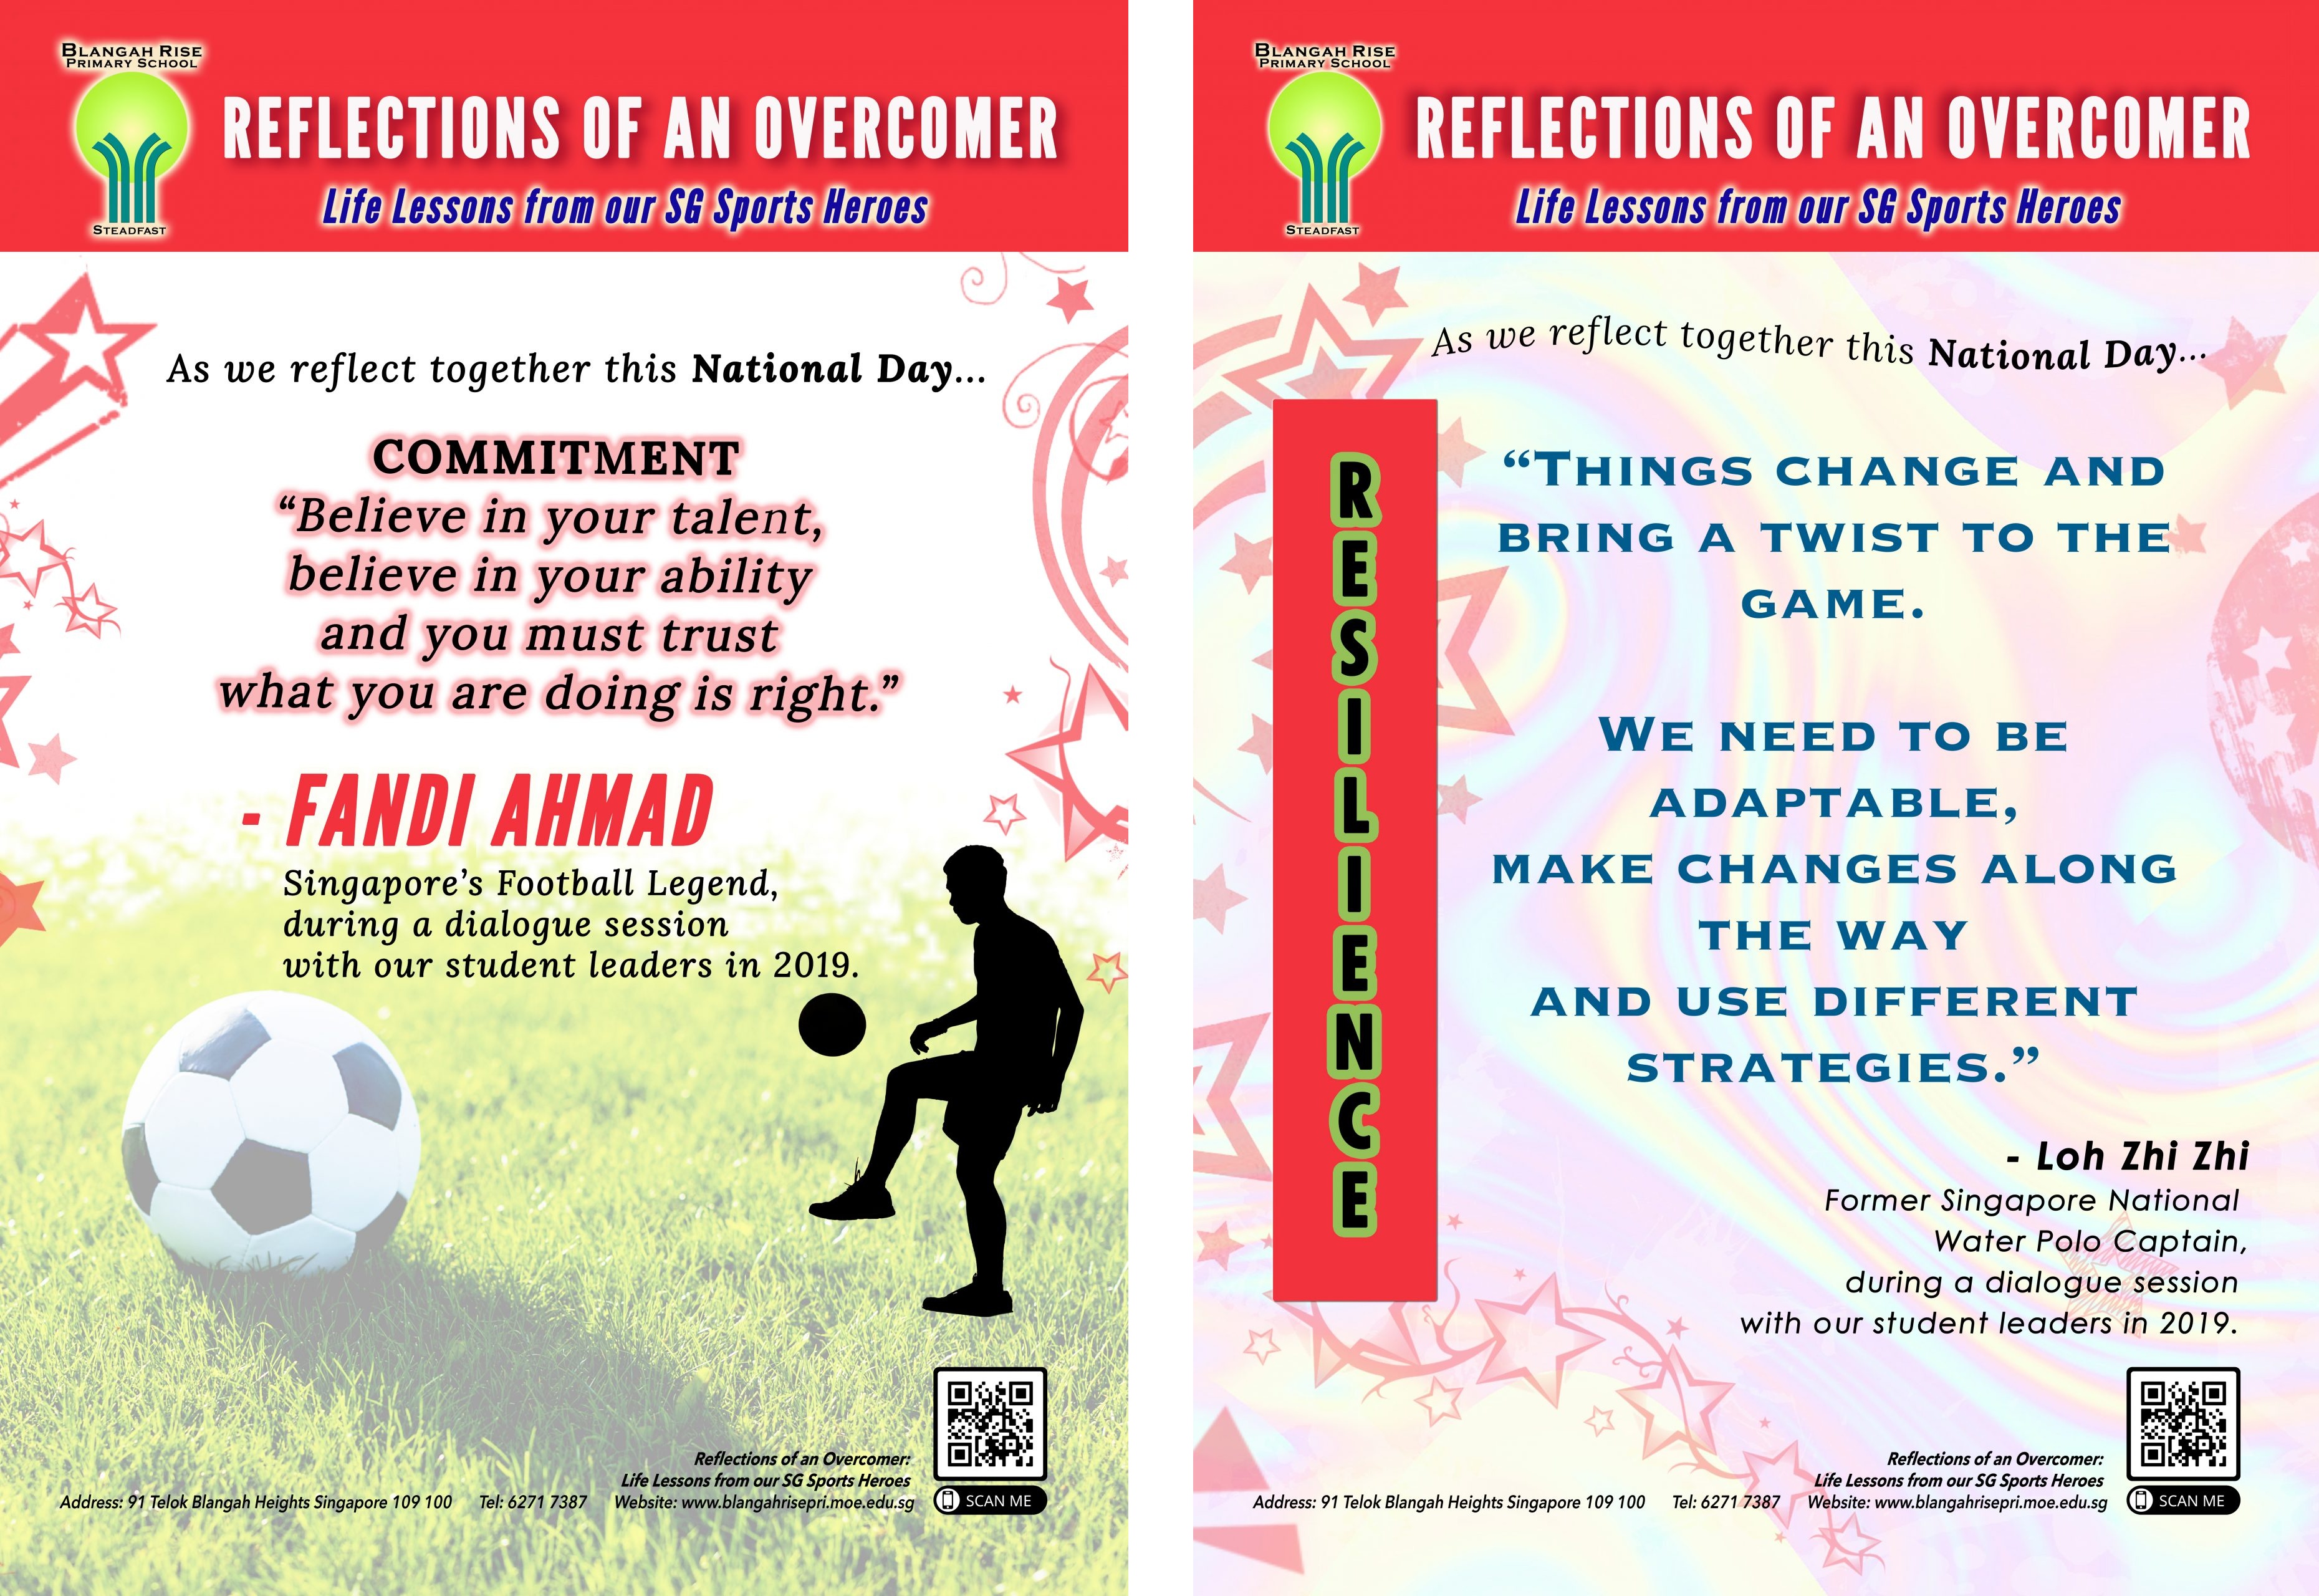 BLANGAH RISE
PRIMARY SCHOOL
STEADFAST
REFLECTIONS OF AN OVERCOMER
Life Lessons from our SG Sports Heroes
As we reflect together this National Day...
COMMITMENT
“Believe in your talent,
believe in your ability
and you must trust
what you are doing is right.”
- FANDI AHMAD
Singapore’s Football Legend,
during a dialogue session
with our student leaders in 2019.
Reflections of an Overcomer:
Life Lessons from our SG Sports Heroes
Address: 91 Telok Blangah Heights Singapore 109 100 Tel: 6271 7387 Website: www.blangahrisepri.moe.edu.sg
SCAN ME
BLANGAH RISE
PRIMARY SCHOOL
STEADFAST
REFLECTIONS OF AN OVERCOMER
Life Lessons from our SG Sports Heroes
As we reflect together this National Day...
RESILIENCE
“THINGS CHANGE AND
BRING A TWIST TO THE
GAME.
WE NEED TO BE
ADAPTABLE,
MAKE CHANGES ALONG
THE WAY
AND USE DIFFERENT
STRATEGIES.”
- Loh Zhi Zhi
Former Singapore National
Water Polo Captain,
during a dialogue session
with our student leaders in 2019.
Reflections of an Overcomer:
Life Lessons from our SG Sports Heroes
Address: 91 Telok Blangah Heights Singapore 109 100 Tel: 6271 7387 Website: www.blangahrisepri.moe.edu.sg
SCAN ME